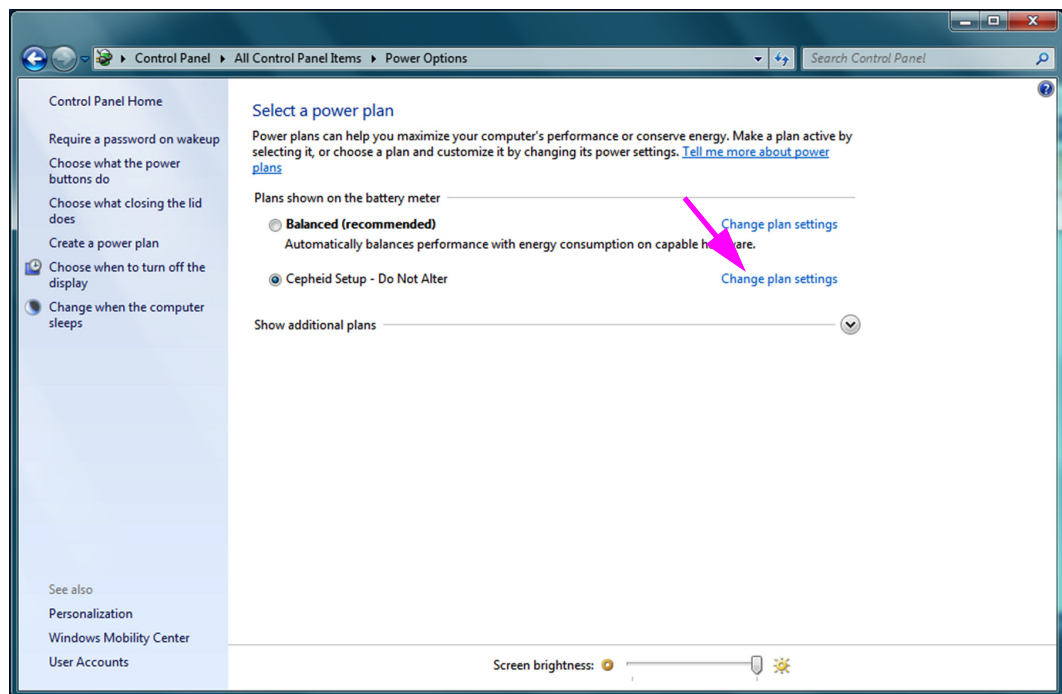 Control Panel
All Control Panel Items
Power Options
Search Control Panel
Control Panel Home
Require a password on wakeup
Choose what the power
buttons do
Choose what closing the lid
does
Create a power plan
Choose when to turn off the
display
Change when the computer
sleeps
See also
Personalization
Windows Mobility Center
User Accounts
Select a power plan
Power plans can help you maximize your computer's performance or conserve energy. Make a plan active by
selecting it, or choose a plan and customize it by changing its power settings. Tell me more about power
plans
Plans shown on the battery meter
Balanced (recommended) Change plan settings
Automatically balances performance with energy consumption on capable hardware.
Cepheid Setup - Do Not Alter Change plan settings
Show additional plans
Screen brightness: